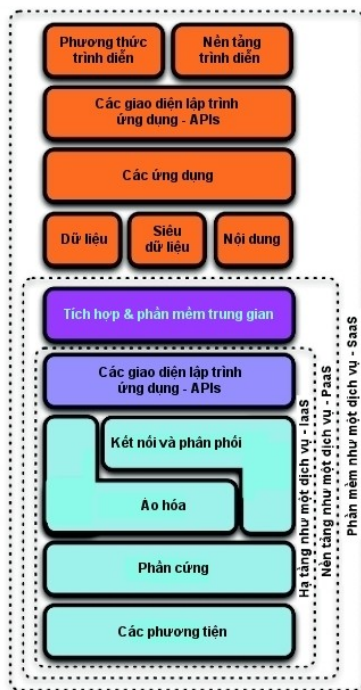 Phương thức
trình diễn
Nền tảng
trình diễn
Các giao diện lập trình
ứng dụng - APIs
Các ứng dụng
Dữ liệu
Siêu
dữ liệu
Nội dung
Tích hợp & phần mềm trung gian
Các giao diện lập trình
ứng dụng - APIs
Kết nối và phân phối
Ảo hóa
Phần cứng
Các phương tiện
Hạ tầng như một dịch vụ - IaaS
Nền tảng như một dịch vụ - PaaS
Phần mềm như một dịch vụ - SaaS